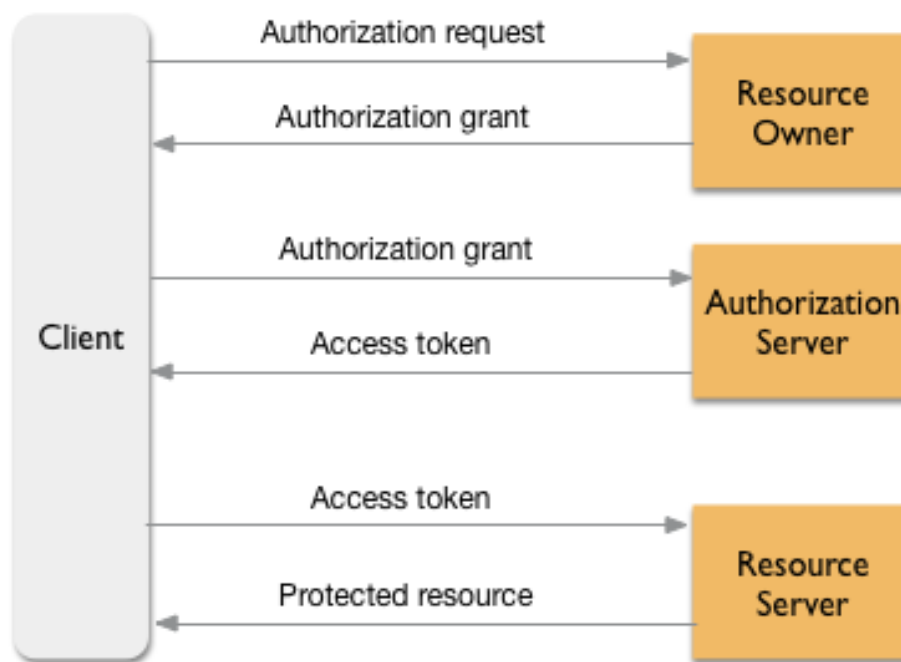 Authorization request
Resource
Owner
Authorization grant
Authorization grant
Authorization
Server
Client
Access token
Access token
Resource
Server
Protected resource